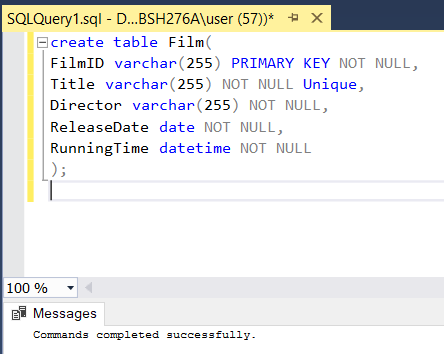 SQLQuery1.sql - D...BSH276A\user (57))*
create table Film(
FilmID varchar(255) PRIMARY KEY NOT NULL,
Title varchar(255) NOT NULL Unique,
Director varchar(255) NOT NULL,
ReleaseDate date NOT NULL,
RunningTime datetime NOT NULL
);
100 %
Messages
Commands completed successfully.